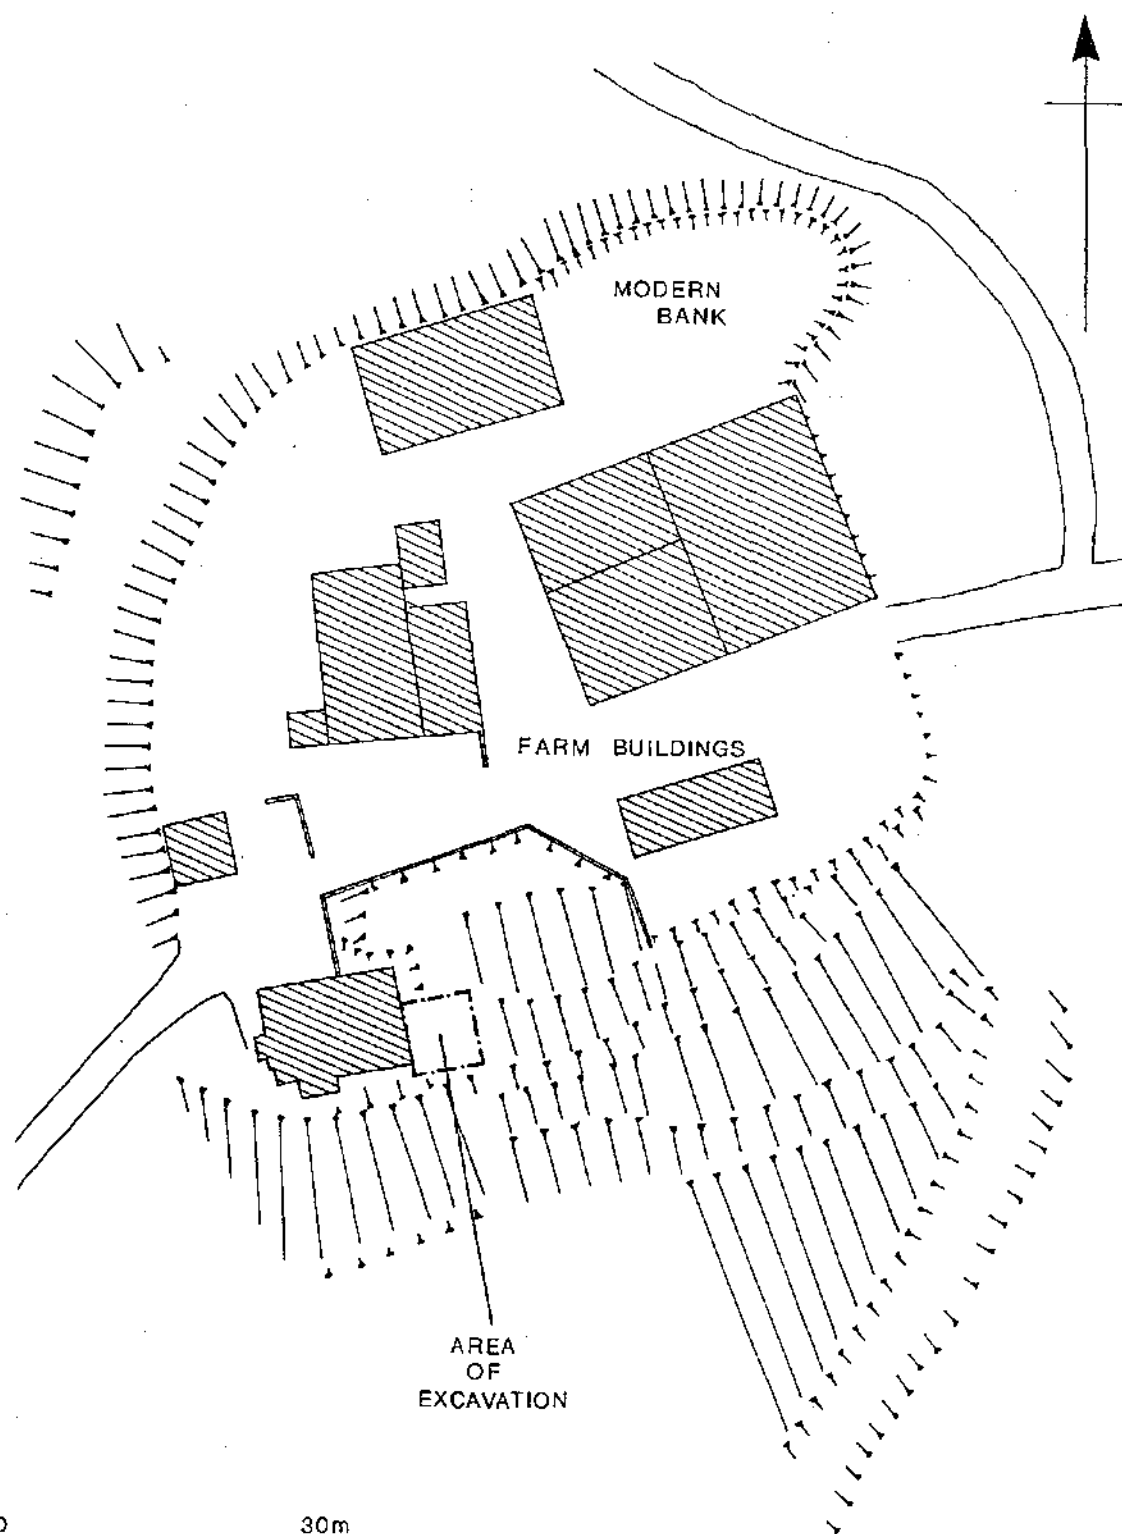 MODERN
BANK
FARM BUILDINGS
AREA
OF
EXCAVATION
0 30m